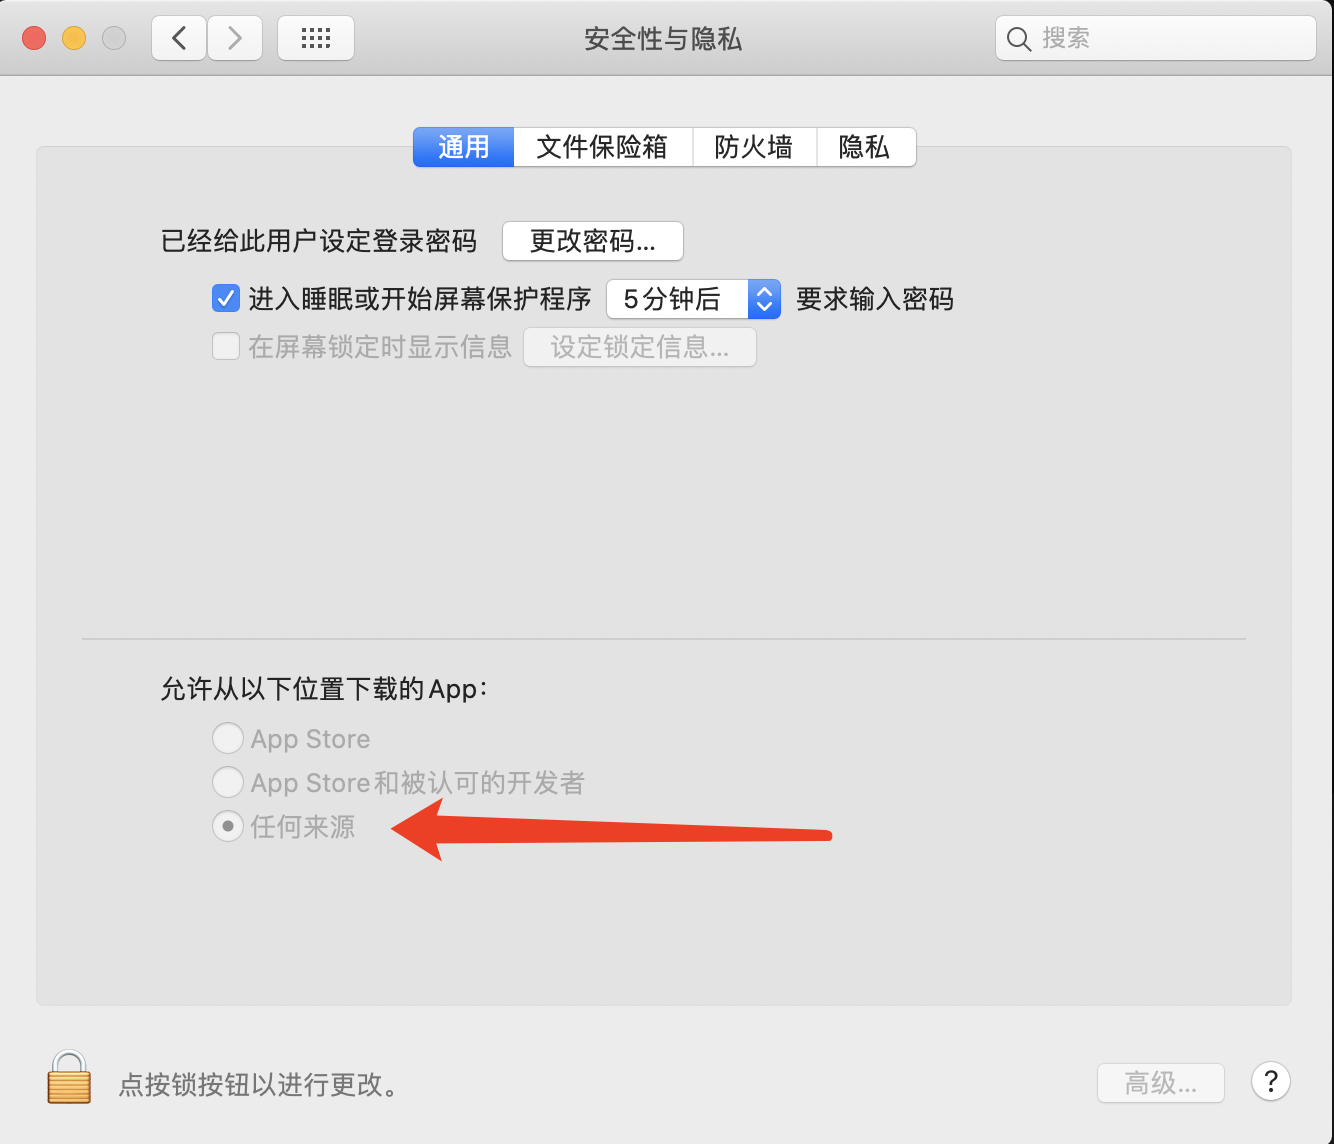 安全性与隐私
搜索
通用 文件保险箱 防火墙 隐私
已经给此用户设定登录密码 更改密码...
进入睡眠或开始屏幕保护程序 5分钟后 要求输入密码
在屏幕锁定时显示信息 设定锁定信息...
允许从以下位置下载的App：
App Store
App Store和被认可的开发者
任何来源
点按锁按钮以进行更改。
高级... ?